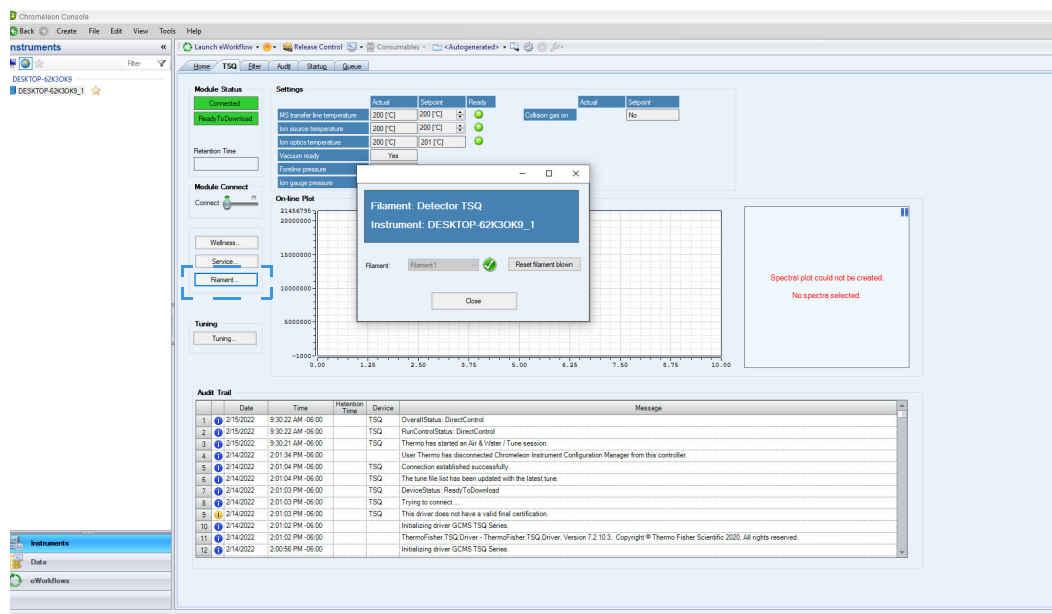 Chromeleon Console
Back Create File Edit View Tools Help
Instruments «
Launch eWorkflow Release Control Consumables <Autogenerated>
Filter
Home TSQ Filter Audit Startup Queue
DESKTOP-62K3OK9
DESKTOP-62K3OK9_1
Module Status
Connected
ReadyToDownload
Retention Time
Module Connect
Connect
Wellness...
Service...
Filament...
Tuning
Tuning...
Settings
Actual Setpoint Ready
MS transfer line temperature 200 [°C] 200 [°C]
Ion source temperature 200 [°C] 200 [°C]
Ion optics temperature 200 [°C] 201 [°C]
Vacuum ready Yes
Foreline pressure
Ion gauge pressure
Actual Setpoint
Collision gas on No
On-line Plot
21456795
20000000
15000000
10000000
5000000
-1000
0.00 1.25 2.50 3.75 5.00 6.25 7.50 8.75 10.00
Filament: Detector TSQ
Instrument: DESKTOP-62K3OK9_1
Filament: Filament1 Reset filament blown
Close
Spectral plot could not be created.
No spectra selected.
Audit Trail
Date Time Retention Time Device Message
1 2/15/2022 9:30:22 AM -06:00 TSQ OverallStatus: DirectControl
2 2/15/2022 9:30:22 AM -06:00 TSQ RunControlStatus: DirectControl
3 2/15/2022 9:30:21 AM -06:00 TSQ Thermo has started an Air & Water / Tune session.
4 2/14/2022 2:01:34 PM -06:00 User Thermo has disconnected Chromeleon Instrument Configuration Manager from this controller.
5 2/14/2022 2:01:04 PM -06:00 TSQ Connection established successfully.
6 2/14/2022 2:01:04 PM -06:00 TSQ The tune file list has been updated with the latest tune.
7 2/14/2022 2:01:03 PM -06:00 TSQ DeviceStatus: ReadyToDownload
8 2/14/2022 2:01:03 PM -06:00 TSQ Trying to connect...
9 2/14/2022 2:01:03 PM -06:00 TSQ This driver does not have a valid final certification.
10 2/14/2022 2:01:02 PM -06:00 Initializing driver GCMS TSQ Series.
11 2/14/2022 2:01:02 PM -06:00 ThermoFisher.TSQ.Driver - ThermoFisher.TSQ.Driver, Version 7.2.10.3. Copyright © Thermo Fisher Scientific 2020. All rights reserved.
12 2/14/2022 2:00:56 PM -06:00 Initializing driver GCMS TSQ Series.
Instruments
Data
eWorkflows